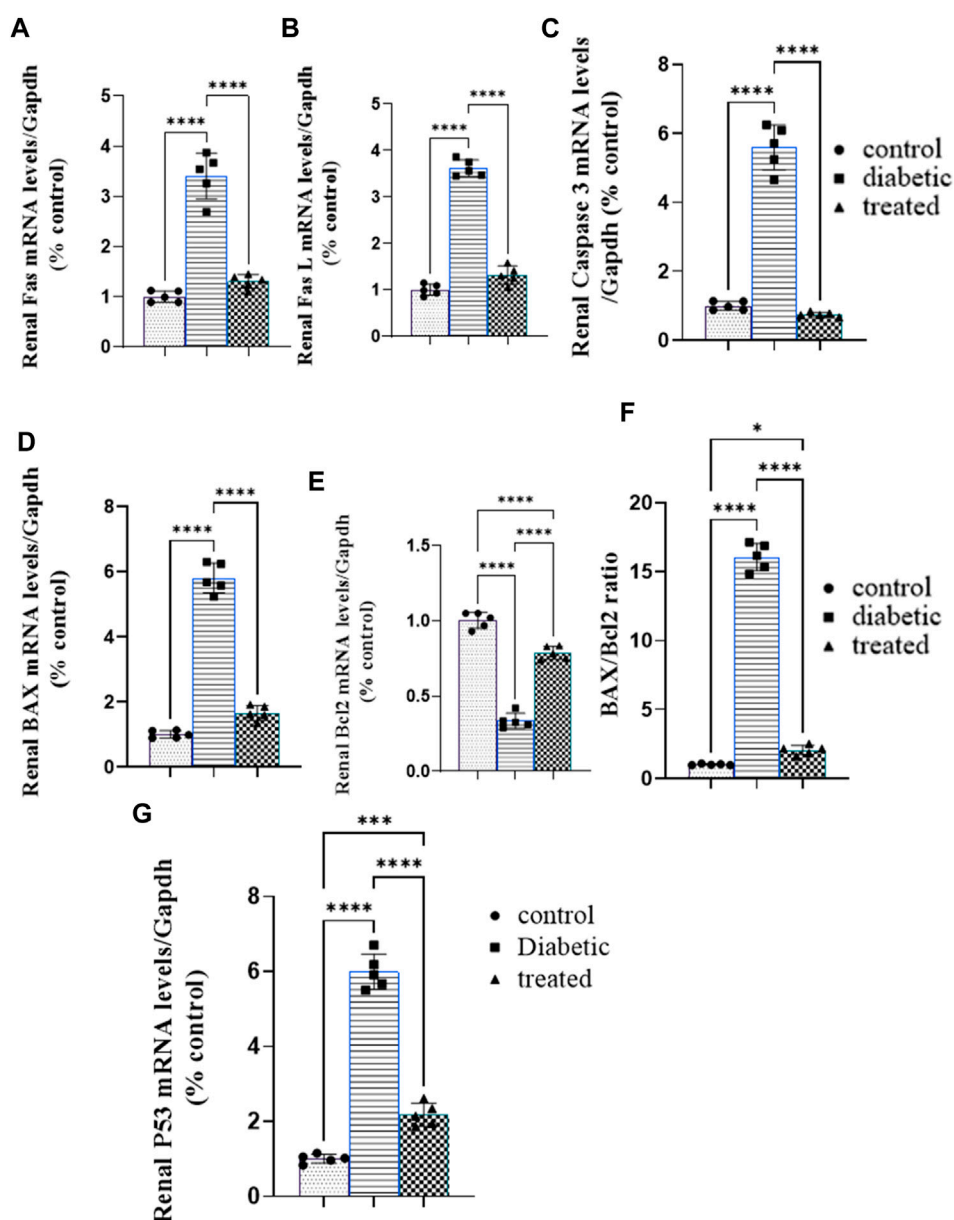 A
Renal Fas mRNA levels/Gapdh
(% control)
5
4
3
2
1
0
****
****
B
Renal Fas L mRNA levels/Gapdh
(% control)
5
4
3
2
1
0
****
****
C
Renal Caspase 3 mRNA levels
/Gapdh (% control)
8
6
4
2
0
****
****
control
diabetic
treated
D
Renal BAX mRNA levels/Gapdh
(% control)
8
6
4
2
0
****
****
E
Renal Bcl2 mRNA levels/Gapdh
(% control)
1.5
1.0
0.5
0.0
****
****
****
F
BAX/Bcl2 ratio
20
15
10
5
0
*
****
****
control
diabetic
treated
G
Renal P53 mRNA levels/Gapdh
(% control)
8
6
4
2
0
***
****
****
control
Diabetic
treated